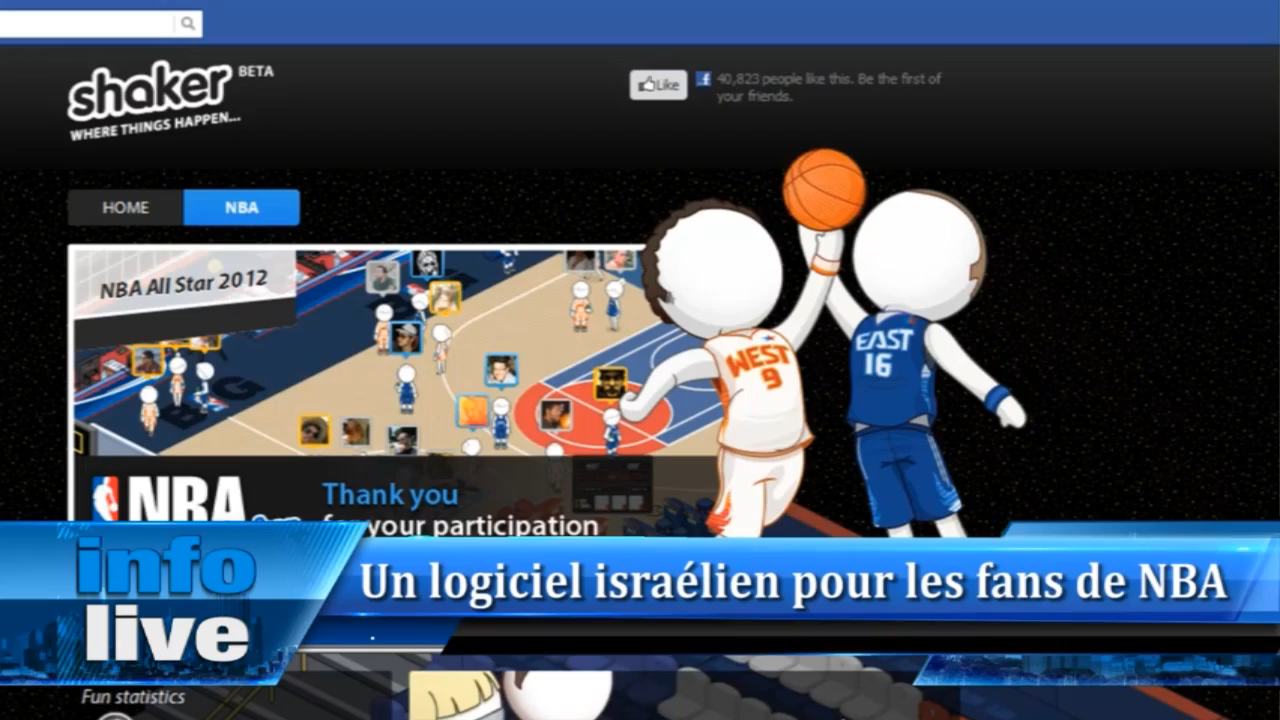 shaker BETA
WHERE THINGS HAPPEN...
Like
40,823 people like this. Be the first of
your friends.
HOME
NBA
NBA All Star 2012
WEST
9
EAST
16
NBA
Thank you
for your participation
info
live
Un logiciel israélien pour les fans de NBA
Fun statistics